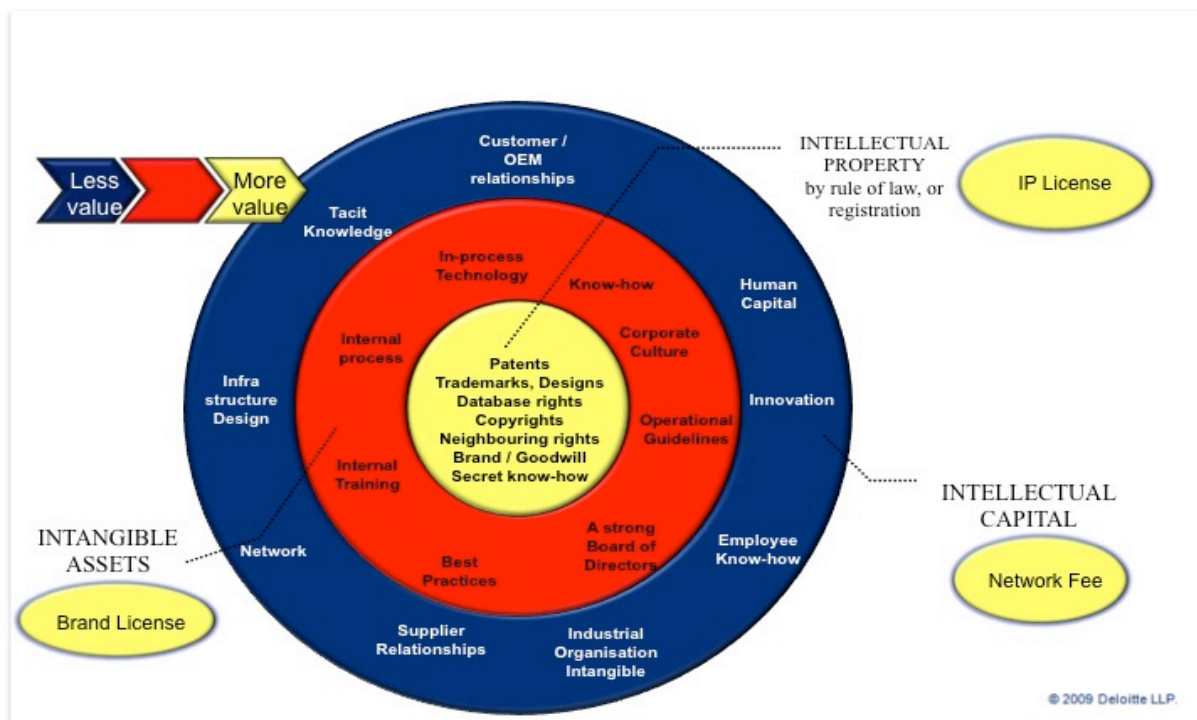 Less
value
More
value
Customer /
OEM
relationships
Tacit
Knowledge
Human
Capital
Infra
structure
Design
Innovation
Network
Employee
Know-how
Supplier
Relationships
Industrial
Organisation
Intangible
In-process
Technology
Know-how
Internal
process
Corporate
Culture
Operational
Guidelines
Internal
Training
A strong
Board of
Directors
Best
Practices
Patents
Trademarks, Designs
Database rights
Copyrights
Neighbouring rights
Brand / Goodwill
Secret know-how
INTELLECTUAL
PROPERTY
by rule of law, or
registration
IP License
INTELLECTUAL
CAPITAL
Network Fee
INTANGIBLE
ASSETS
Brand License
© 2009 Deloitte LLP.